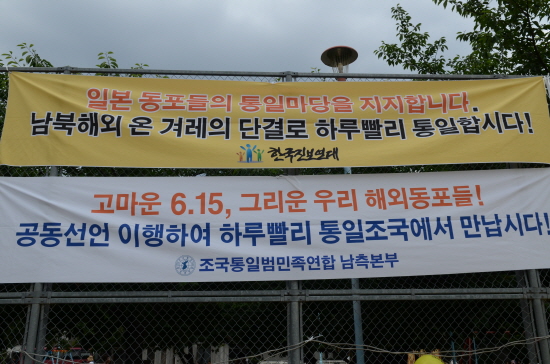 일본 동포들의 통일마당을 지지합니다.
남북해외 온 겨레의 단결로 하루빨리 통일합시다!
한국진보연대
고마운 6.15, 그리운 우리 해외동포들!
공동선언 이행하여 하루빨리 통일조국에서 만납시다!
조국통일범민족연합 남측본부